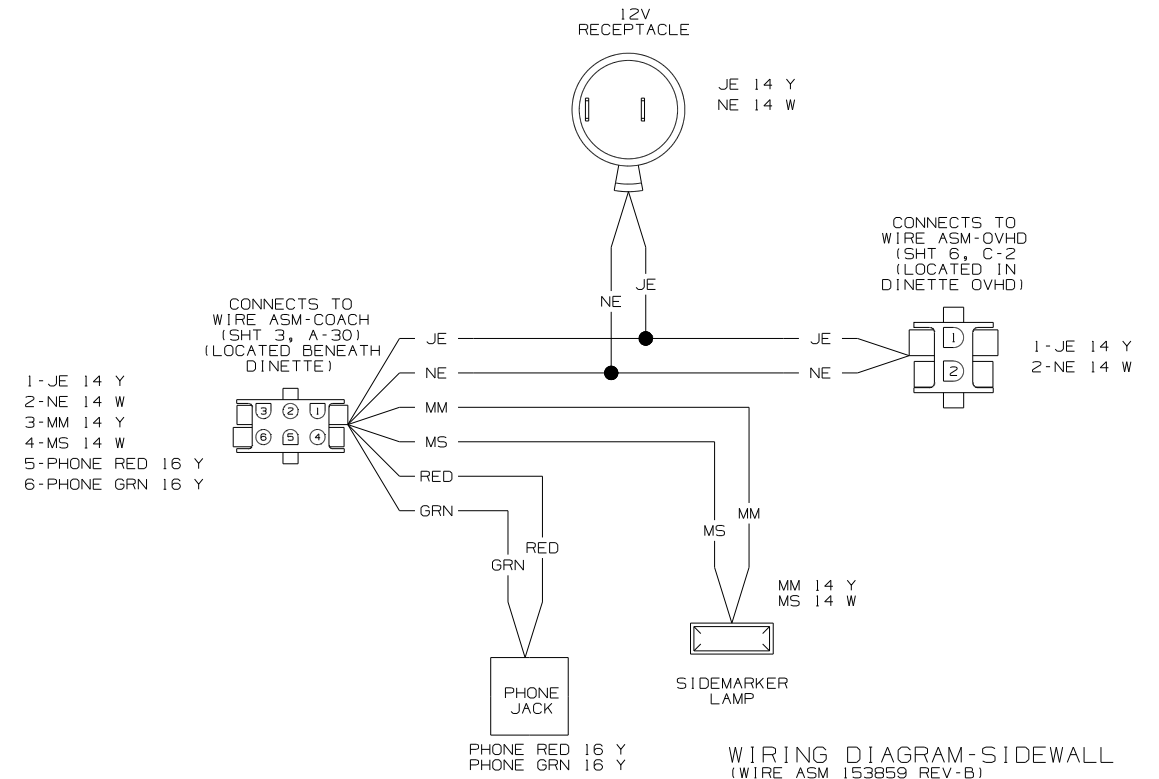 12V
RECEPTACLE
JE 14 Y
NE 14 W
CONNECTS TO
WIRE ASM-OVHD
(SHT 6, C-2
(LOCATED IN
DINETTE OVHD)
1
2
1-JE 14 Y
2-NE 14 W
NE
JE
CONNECTS TO
WIRE ASM-COACH
(SHT 3, A-30)
(LOCATED BENEATH
DINETTE)
1-JE 14 Y
2-NE 14 W
3-MM 14 Y
4-MS 14 W
5-PHONE RED 16 Y
6-PHONE GRN 16 Y
3 2 1
6 5 4
JE
NE
MM
MS
RED
GRN
JE
NE
MS
MM
GRN
RED
MM 14 Y
MS 14 W
SIDEMARKER
LAMP
PHONE
JACK
PHONE RED 16 Y
PHONE GRN 16 Y
WIRING DIAGRAM-SIDEWALL
(WIRE ASM 153859 REV-B)